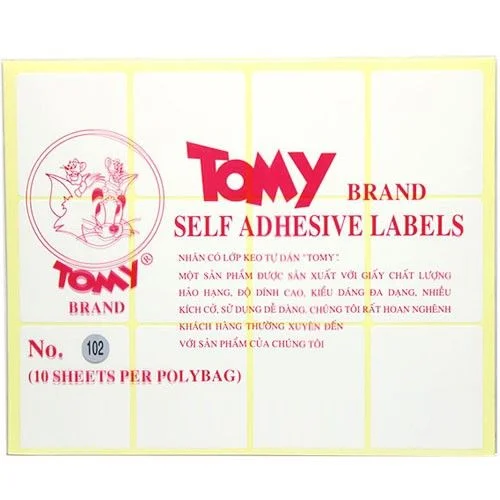 TOMY BRAND
SELF ADHESIVE LABELS
NHÃN CÓ LỚP KEO TỰ DÁN "TOMY".
MỘT SẢN PHẨM ĐƯỢC SẢN XUẤT VỚI GIẤY CHẤT LƯỢNG
HẢO HẠNG, ĐỘ DÍNH CAO, KIỂU DÁNG ĐA DẠNG, NHIỀU
KÍCH CỠ, SỬ DỤNG DỄ DÀNG. CHÚNG TÔI RẤT HOAN NGHÊNH
KHÁCH HÀNG THƯỜNG XUYÊN ĐẾN
VỚI SẢN PHẨM CỦA CHÚNG TÔI
TOMY®
BRAND
No. 102
(10 SHEETS PER POLYBAG)